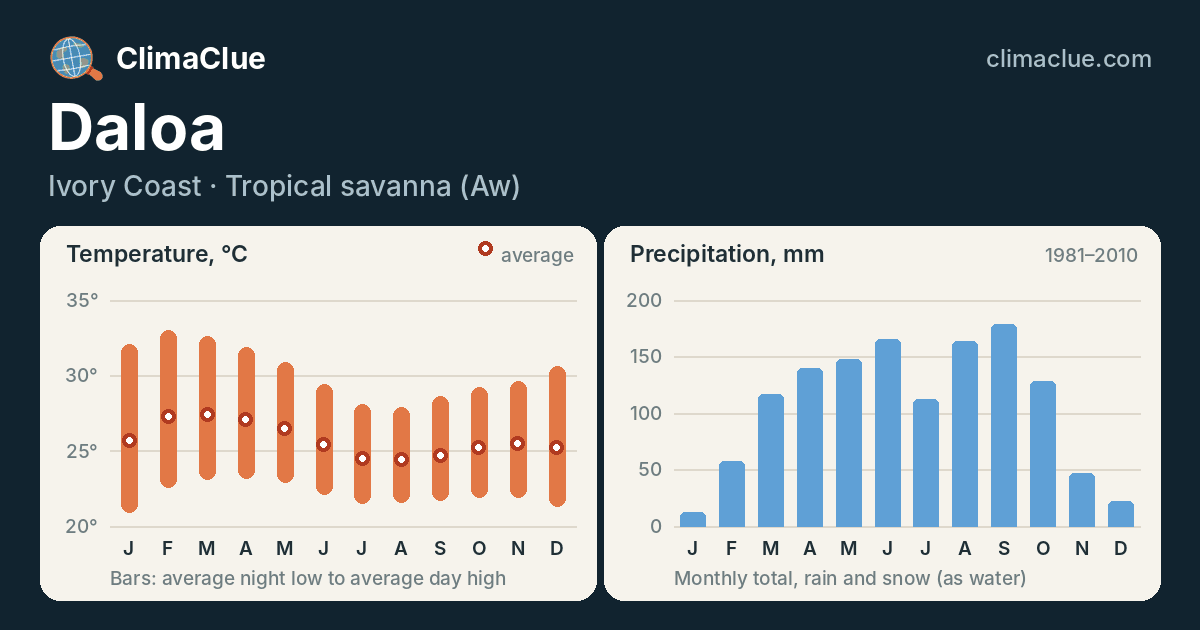 ClimaClue
climaclue.com
Daloa
Ivory Coast · Tropical savanna (Aw)
Temperature, °C
average
35°
30°
25°
20°
J F M A M J J A S O N D
Bars: average night low to average day high
Precipitation, mm
1981–2010
200
150
100
50
0
J F M A M J J A S O N D
Monthly total, rain and snow (as water)